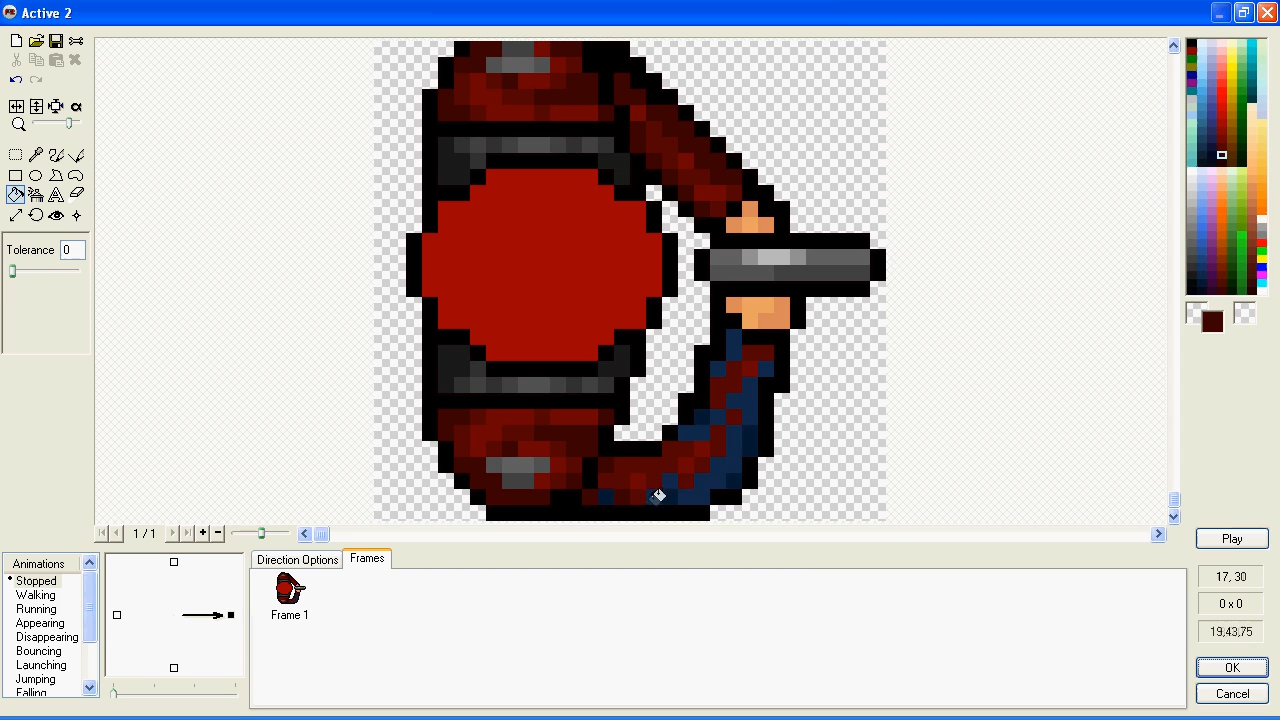 Active 2
Tolerance 0
1 / 1
Play
Animations
Stopped
Walking
Running
Appearing
Disappearing
Bouncing
Launching
Jumping
Falling
Direction Options
Frames
Frame 1
17, 30
0 x 0
19,43,75
OK
Cancel